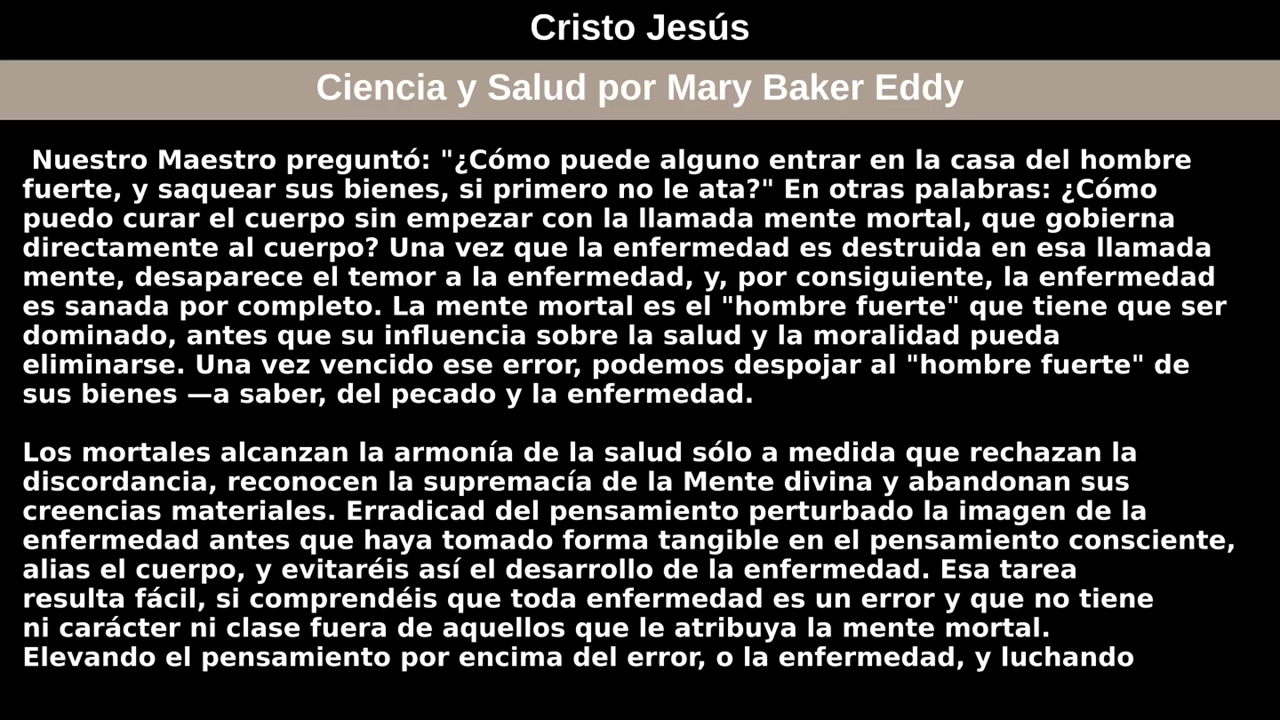 Cristo Jesús
Ciencia y Salud por Mary Baker Eddy
Nuestro Maestro preguntó: "¿Cómo puede alguno entrar en la casa del hombre
fuerte, y saquear sus bienes, si primero no le ata?" En otras palabras: ¿Cómo
puedo curar el cuerpo sin empezar con la llamada mente mortal, que gobierna
directamente al cuerpo? Una vez que la enfermedad es destruida en esa llamada
mente, desaparece el temor a la enfermedad, y, por consiguiente, la enfermedad
es sanada por completo. La mente mortal es el "hombre fuerte" que tiene que ser
dominado, antes que su influencia sobre la salud y la moralidad pueda
eliminarse. Una vez vencido ese error, podemos despojar al "hombre fuerte" de
sus bienes —a saber, del pecado y la enfermedad.
Los mortales alcanzan la armonía de la salud sólo a medida que rechazan la
discordancia, reconocen la supremacía de la Mente divina y abandonan sus
creencias materiales. Erradicad del pensamiento perturbado la imagen de la
enfermedad antes que haya tomado forma tangible en el pensamiento consciente,
alias el cuerpo, y evitaréis así el desarrollo de la enfermedad. Esa tarea
resulta fácil, si comprendéis que toda enfermedad es un error y que no tiene
ni carácter ni clase fuera de aquellos que le atribuya la mente mortal.
Elevando el pensamiento por encima del error, o la enfermedad, y luchando